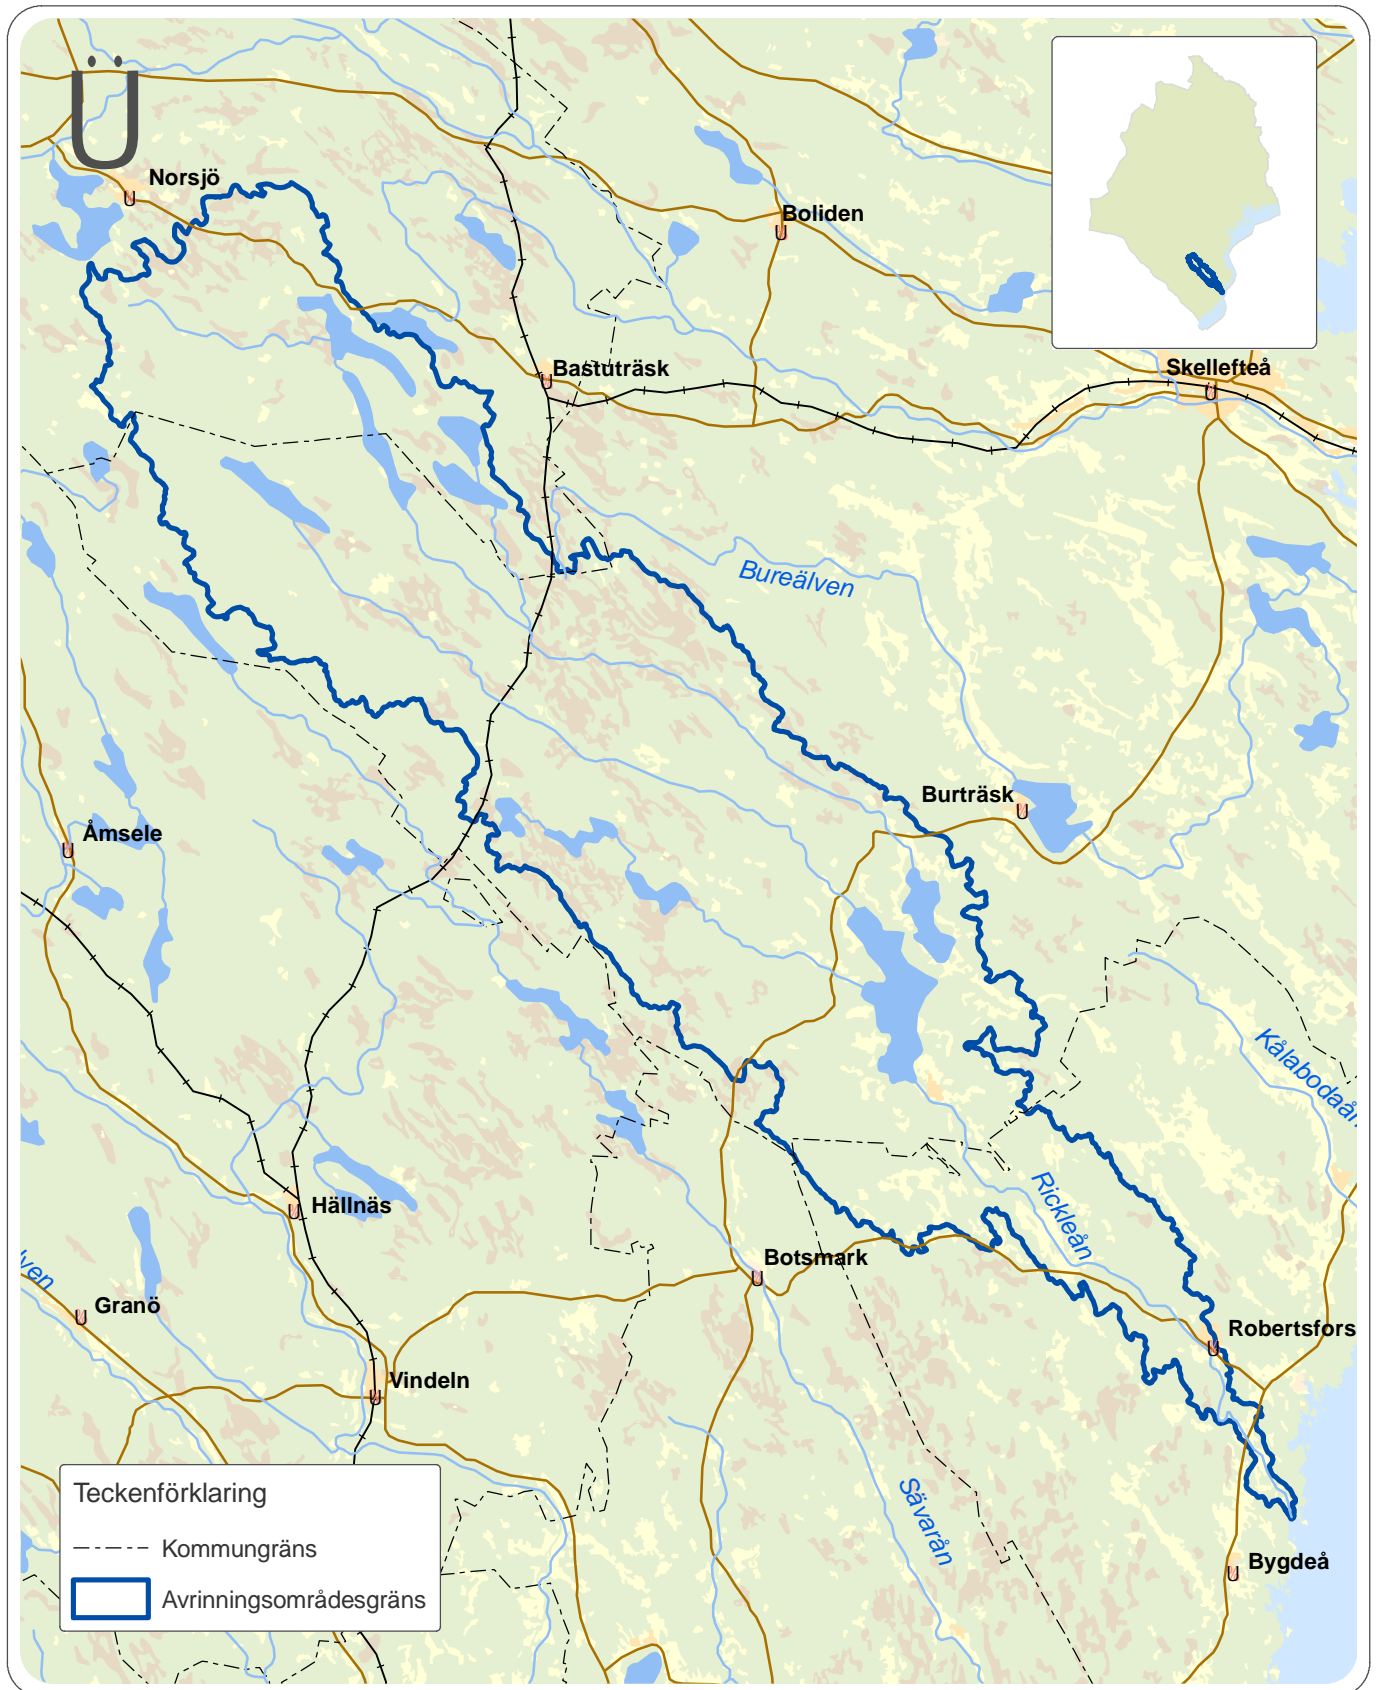 Ü
Norsjö
U
Boliden
U
Bastuträsk
U
Skellefteå
U
Bureälven
Burträsk
U
Åmsele
U
Kålabodaån
Rickleån
Hällnäs
U
Botsmark
U
lven
Granö
U
Robertsfors
U
Vindeln
U
Sävarån
Bygdeå
U
Teckenförklaring
Kommungräns
Avrinningsområdesgräns